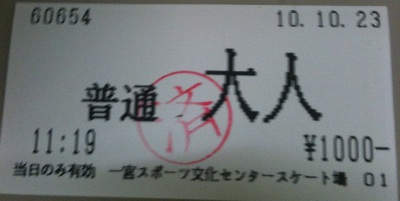 60654 10.10.23
普通 済 大人
11:19 ¥1000-
当日のみ有効 一宮スポーツ文化センタースケート場 01